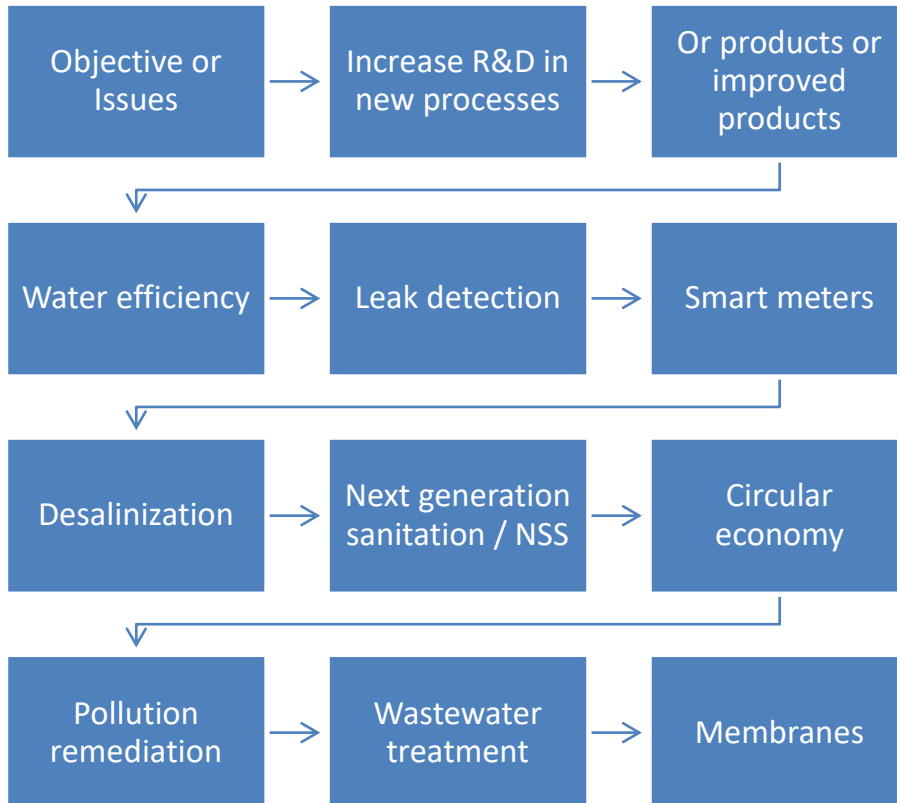 Objective or
Issues
Increase R&D in
new processes
Or products or
improved
products
Water efficiency
Leak detection
Smart meters
Desalinization
Next generation
sanitation / NSS
Circular
economy
Pollution
remediation
Wastewater
treatment
Membranes